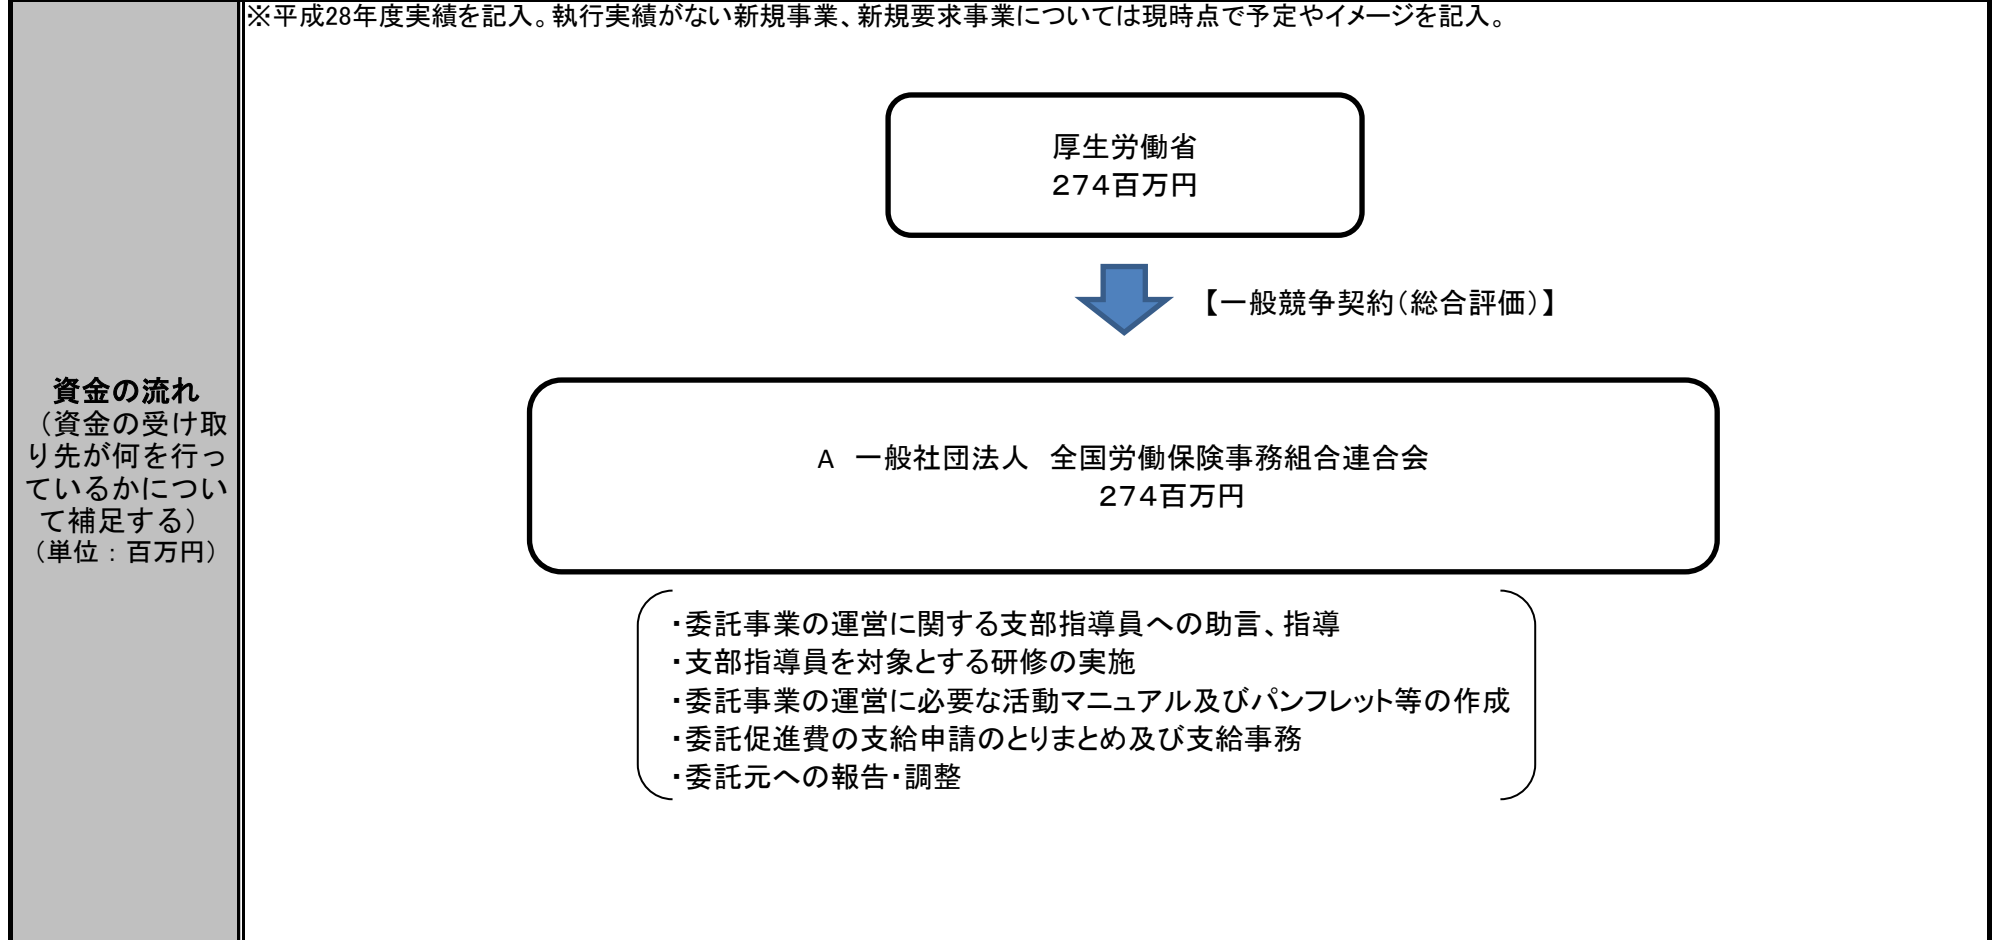 ※平成28年度実績を記入。執行実績がない新規事業、新規要求事業については現時点で予定やイメージを記入。
資金の流れ
（資金の受け取
り先が何を行っ
ているかについ
て補足する）
（単位：百万円）
厚生労働省
２７４百万円
【一般競争契約（総合評価）】
A　一般社団法人　全国労働保険事務組合連合会
２７４百万円
・委託事業の運営に関する支部指導員への助言、指導
・支部指導員を対象とする研修の実施
・委託事業の運営に必要な活動マニュアル及びパンフレット等の作成
・委託促進費の支給申請のとりまとめ及び支給事務
・委託元への報告・調整